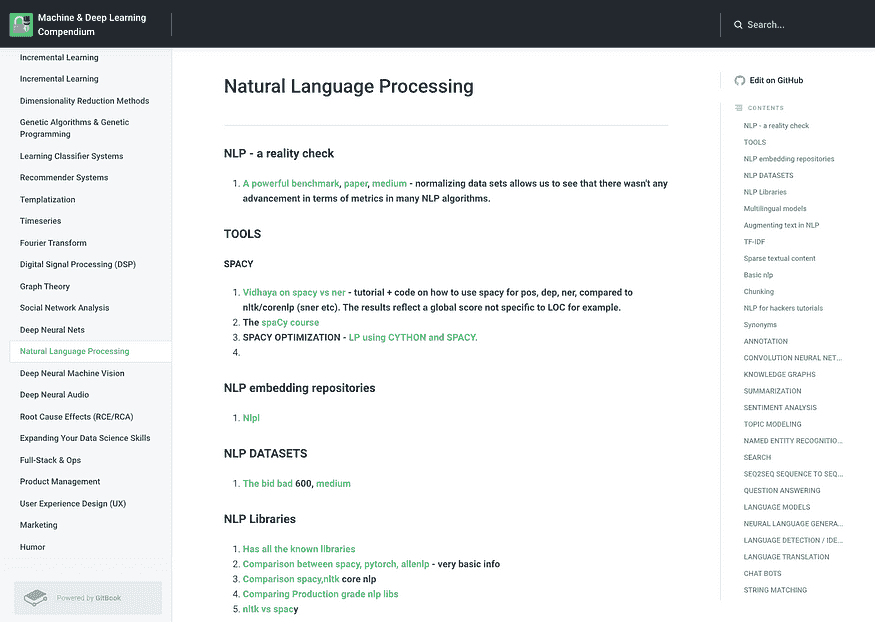 Machine & Deep Learning
Compendium
Search...
Incremental Learning
Incremental Learning
Dimensionality Reduction Methods
Genetic Algorithms & Genetic
Programming
Learning Classifier Systems
Recommender Systems
Templatization
Timeseries
Fourier Transform
Digital Signal Processing (DSP)
Graph Theory
Social Network Analysis
Deep Neural Nets
Natural Language Processing
Deep Neural Machine Vision
Deep Neural Audio
Root Cause Effects (RCE/RCA)
Expanding Your Data Science Skills
Full-Stack & Ops
Product Management
User Experience Design (UX)
Marketing
Humor
Powered by GitBook
Natural Language Processing
NLP - a reality check
1. A powerful benchmark, paper, medium - normalizing data sets allows us to see that there wasn't any
advancement in terms of metrics in many NLP algorithms.
TOOLS
SPACY
1. Vidhaya on spacy vs ner - tutorial + code on how to use spacy for pos, dep, ner, compared to
nltk/corenlp (sner etc). The results reflect a global score not specific to LOC for example.
2. The spaCy course
3. SPACY OPTIMIZATION - LP using CYTHON and SPACY.
4.
NLP embedding repositories
1. Nlpl
NLP DATASETS
1. The bid bad 600, medium
NLP Libraries
1. Has all the known libraries
2. Comparison between spacy, pytorch, allenlp - very basic info
3. Comparison spacy,nltk core nlp
4. Comparing Production grade nlp libs
5. nltk vs spacy
Edit on GitHub
CONTENTS
NLP - a reality check
TOOLS
NLP embedding repositories
NLP DATASETS
NLP Libraries
Multilingual models
Augmenting text in NLP
TF-IDF
Sparse textual content
Basic nlp
Chunking
NLP for hackers tutorials
Synonyms
ANNOTATION
CONVOLUTION NEURAL NET...
KNOWLEDGE GRAPHS
SUMMARIZATION
SENTIMENT ANALYSIS
TOPIC MODELING
NAMED ENTITY RECOGNITIO...
SEARCH
SEQ2SEQ SEQUENCE TO SEQ...
QUESTION ANSWERING
LANGUAGE MODELS
NEURAL LANGUAGE GENERA...
LANGUAGE DETECTION / IDE...
LANGUAGE TRANSLATION
CHAT BOTS
STRING MATCHING